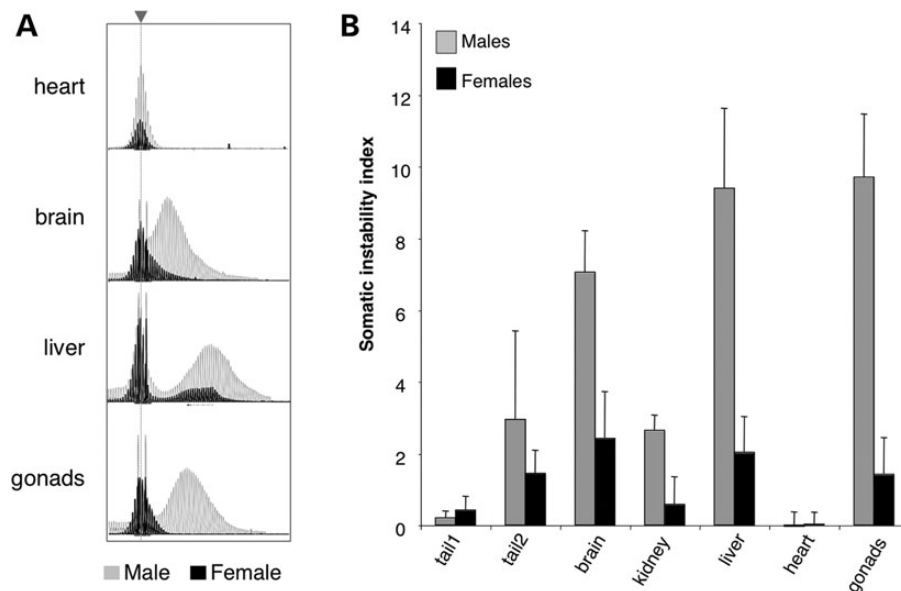 A
heart
brain
liver
gonads
Male Female
B
Males
Females
Somatic instability index
14
12
10
8
6
4
2
0
tail1 tail2 brain kidney liver heart gonads